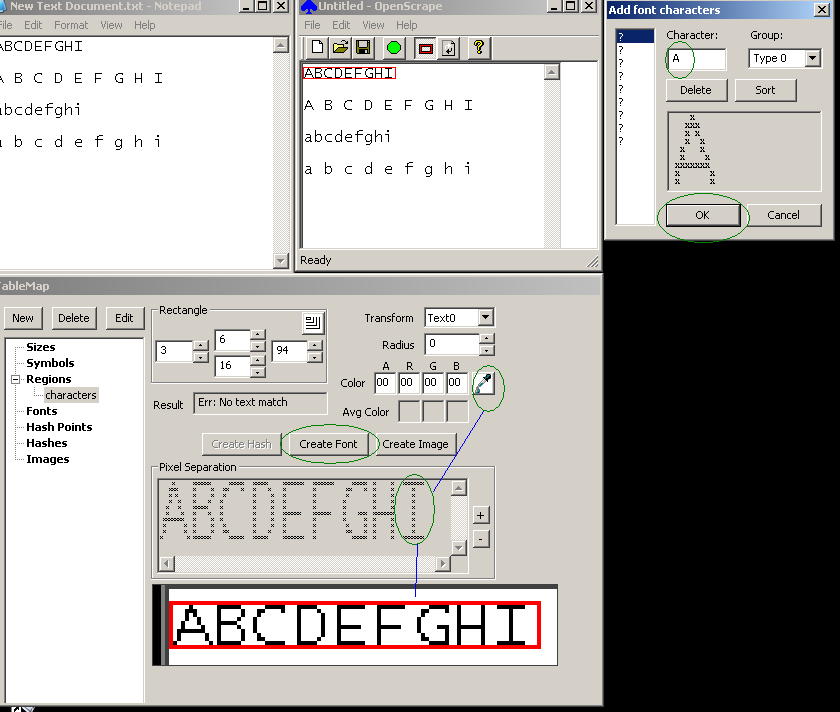 New Text Document.txt - Notepad
File Edit Format View Help
ABCDEFGHI
A B C D E F G H I
abcdefghi
a b c d e f g h i
Untitled - OpenScrape
File Edit View Help
ABCDEFGHI
A B C D E F G H I
abcdefghi
a b c d e f g h i
Ready
Add font characters
?
?
?
?
?
?
?
?
?
Character: Group:
A Type 0
Delete Sort
OK Cancel
TableMap
New Delete Edit
Sizes
Symbols
Regions
characters
Fonts
Hash Points
Hashes
Images
Rectangle
3 6 16 94
Transform Text0
Radius 0
A R G B
Color 00 00 00 00
Result Err: No text match
Avg Color
Create Hash Create Font Create Image
Pixel Separation
ABCDEFGHI
+
-
ABCDEFGHI